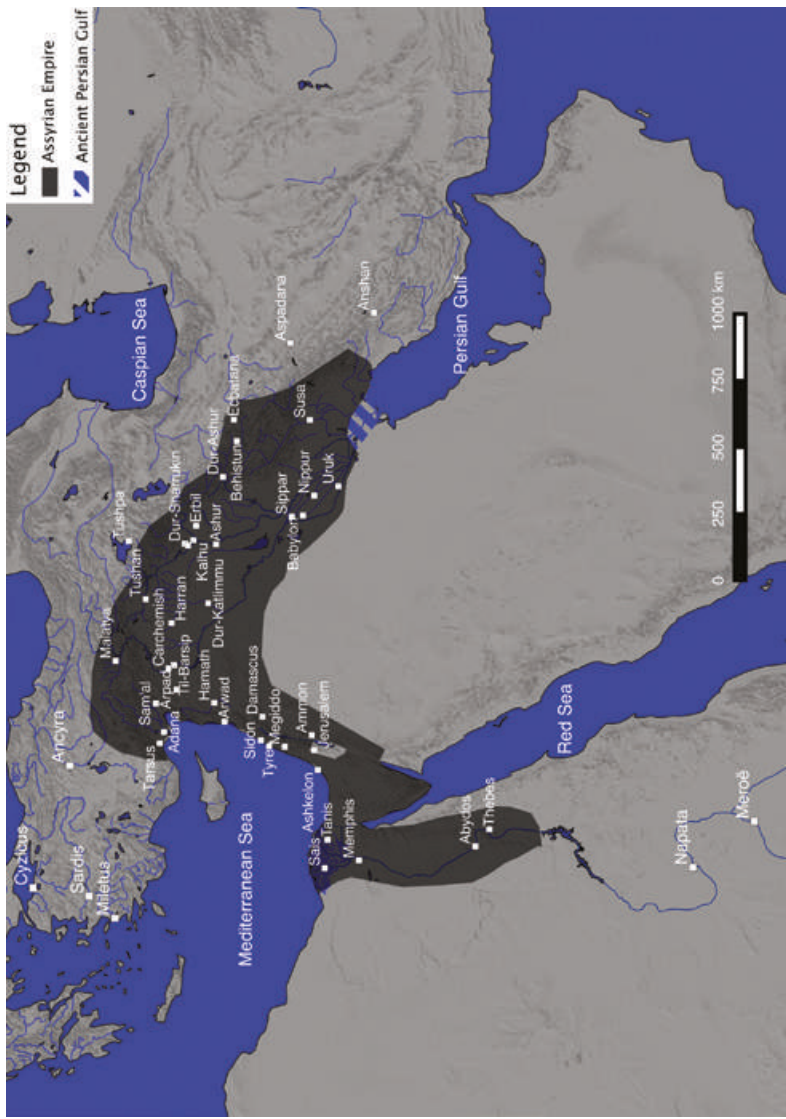 Legend
Assyrian Empire
Ancient Persian Gulf
Cyzicus
Ancyra
Sardis
Miletus
Caspian Sea
Malatya
Tushpa
Tushan
Tarsus
Adana
Sam'al
Arpad
Carchemish
Til-Barsip
Harran
Dur-Sharrukin
Erbil
Kalhu
Ashur
Dur-Katlimmu
Hamath
Arwad
Dur-Ashur
Behistun
Ecbatana
Mediterranean Sea
Sidon
Damascus
Tyre
Megiddo
Ammon
Jerusalem
Ashkelon
Sippar
Babylon
Nippur
Uruk
Susa
Aspadana
Anshan
Sais
Tanis
Memphis
Persian Gulf
Abydos
Thebes
Red Sea
Napata
Meroë
0
250
500
750
1000 km